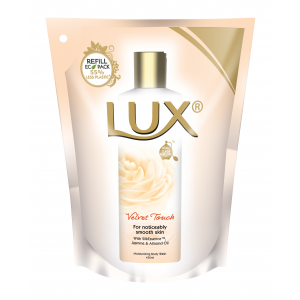 REFILL
ECO PACK
55%
LESS PLASTIC
LUX®
Velvet Touch
For noticeably
smooth skin
With SilkEssence™,
Jasmine & Almond Oil
Moisturising Body Wash